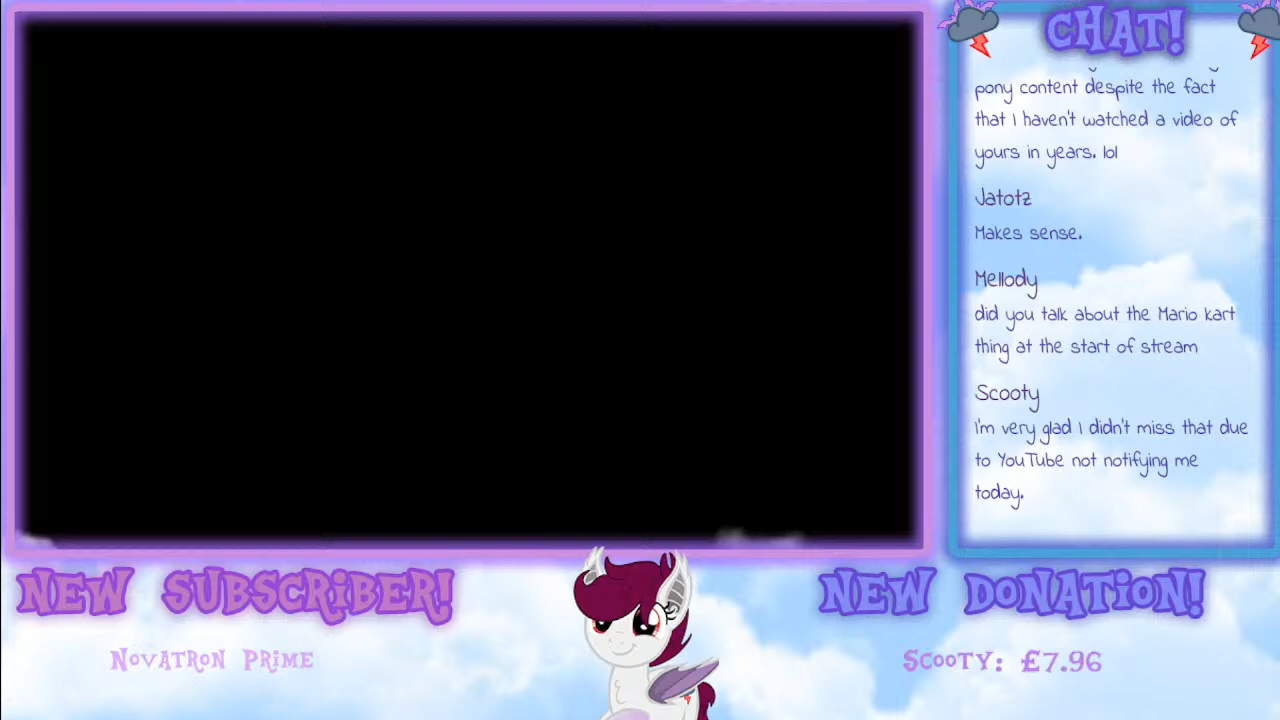 CHAT!
pony content despite the fact
that I haven't watched a video of
yours in years. lol
Jatotz
Makes sense.
Mellody
did you talk about the Mario kart
thing at the start of stream
Scooty
I'm very glad I didn't miss that due
to YouTube not notifying me
today.
NEW SUBSCRiBER!
NEW DONATiON!
NOVATRON PRiME
SCOOTY: £7.96